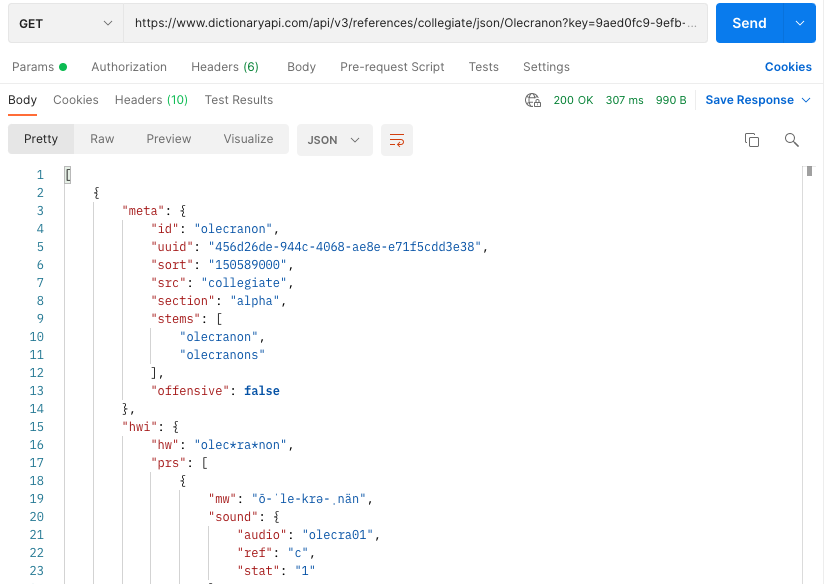 GET https://www.dictionaryapi.com/api/v3/references/collegiate/json/Olecranon?key=9aed0fc9-9efb-... Send
Params Authorization Headers (6) Body Pre-request Script Tests Settings Cookies
Body Cookies Headers (10) Test Results 200 OK 307 ms 990 B Save Response
Pretty Raw Preview Visualize JSON
1 [
2 {
3 "meta": {
4 "id": "olecranon",
5 "uuid": "456d26de-944c-4068-ae8e-e71f5cdd3e38",
6 "sort": "150589000",
7 "src": "collegiate",
8 "section": "alpha",
9 "stems": [
10 "olecranon",
11 "olecranons"
12 ],
13 "offensive": false
14 },
15 "hwi": {
16 "hw": "olec*ra*non",
17 "prs": [
18 {
19 "mw": "ō-ˈle-krə-ˌnän",
20 "sound": {
21 "audio": "olecra01",
22 "ref": "c",
23 "stat": "1"